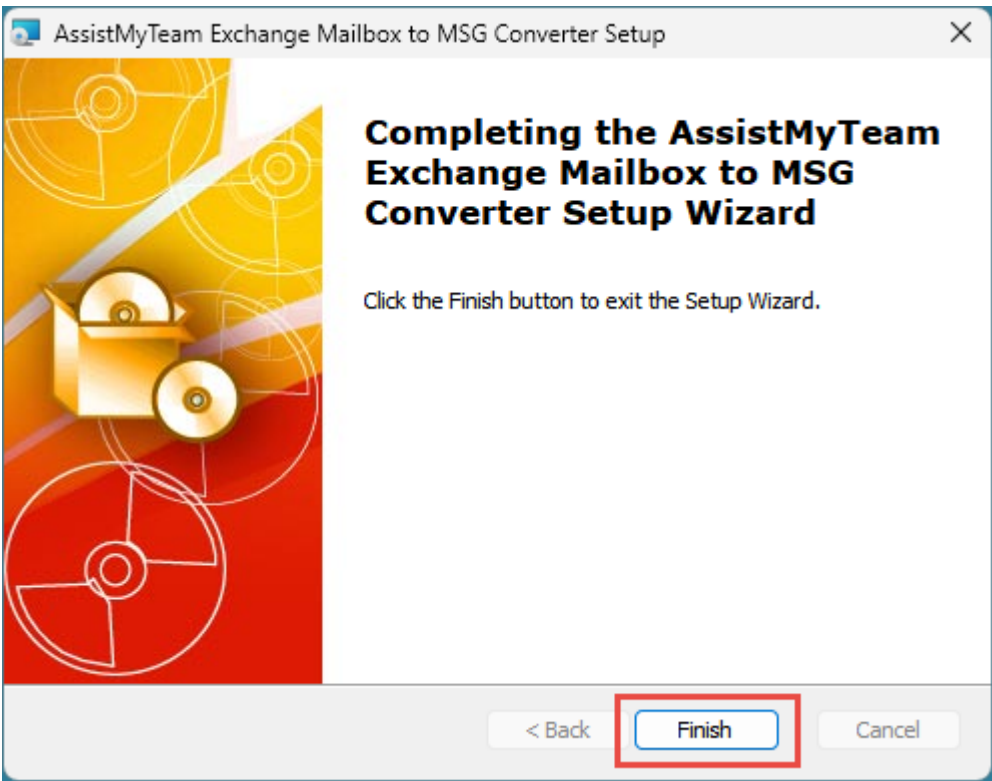 AssistMyTeam Exchange Mailbox to MSG Converter Setup
Completing the AssistMyTeam
Exchange Mailbox to MSG
Converter Setup Wizard
Click the Finish button to exit the Setup Wizard.
< Back Finish Cancel